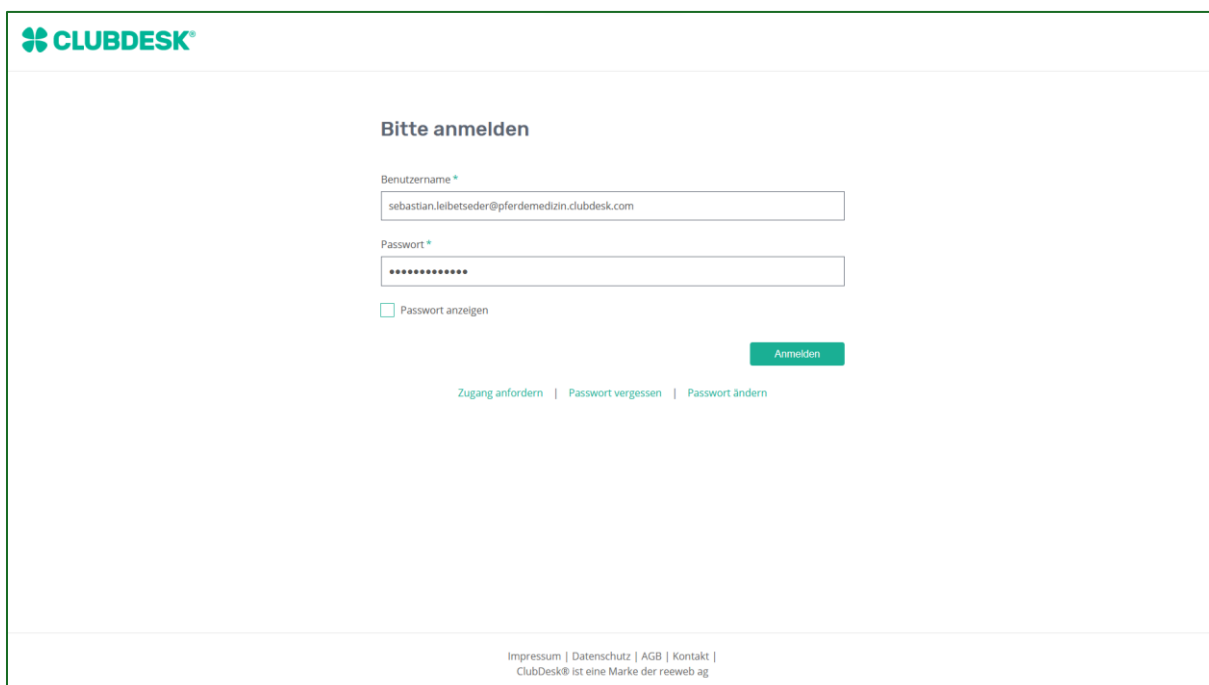 CLUBDESK®
Bitte anmelden
Benutzername *
sebastian.leibetseder@pferdemedizin.clubdesk.com
Passwort *
•••••••••••••
Passwort anzeigen
Anmelden
Zugang anfordern | Passwort vergessen | Passwort ändern
Impressum | Datenschutz | AGB | Kontakt |
ClubDesk® ist eine Marke der reeweb ag